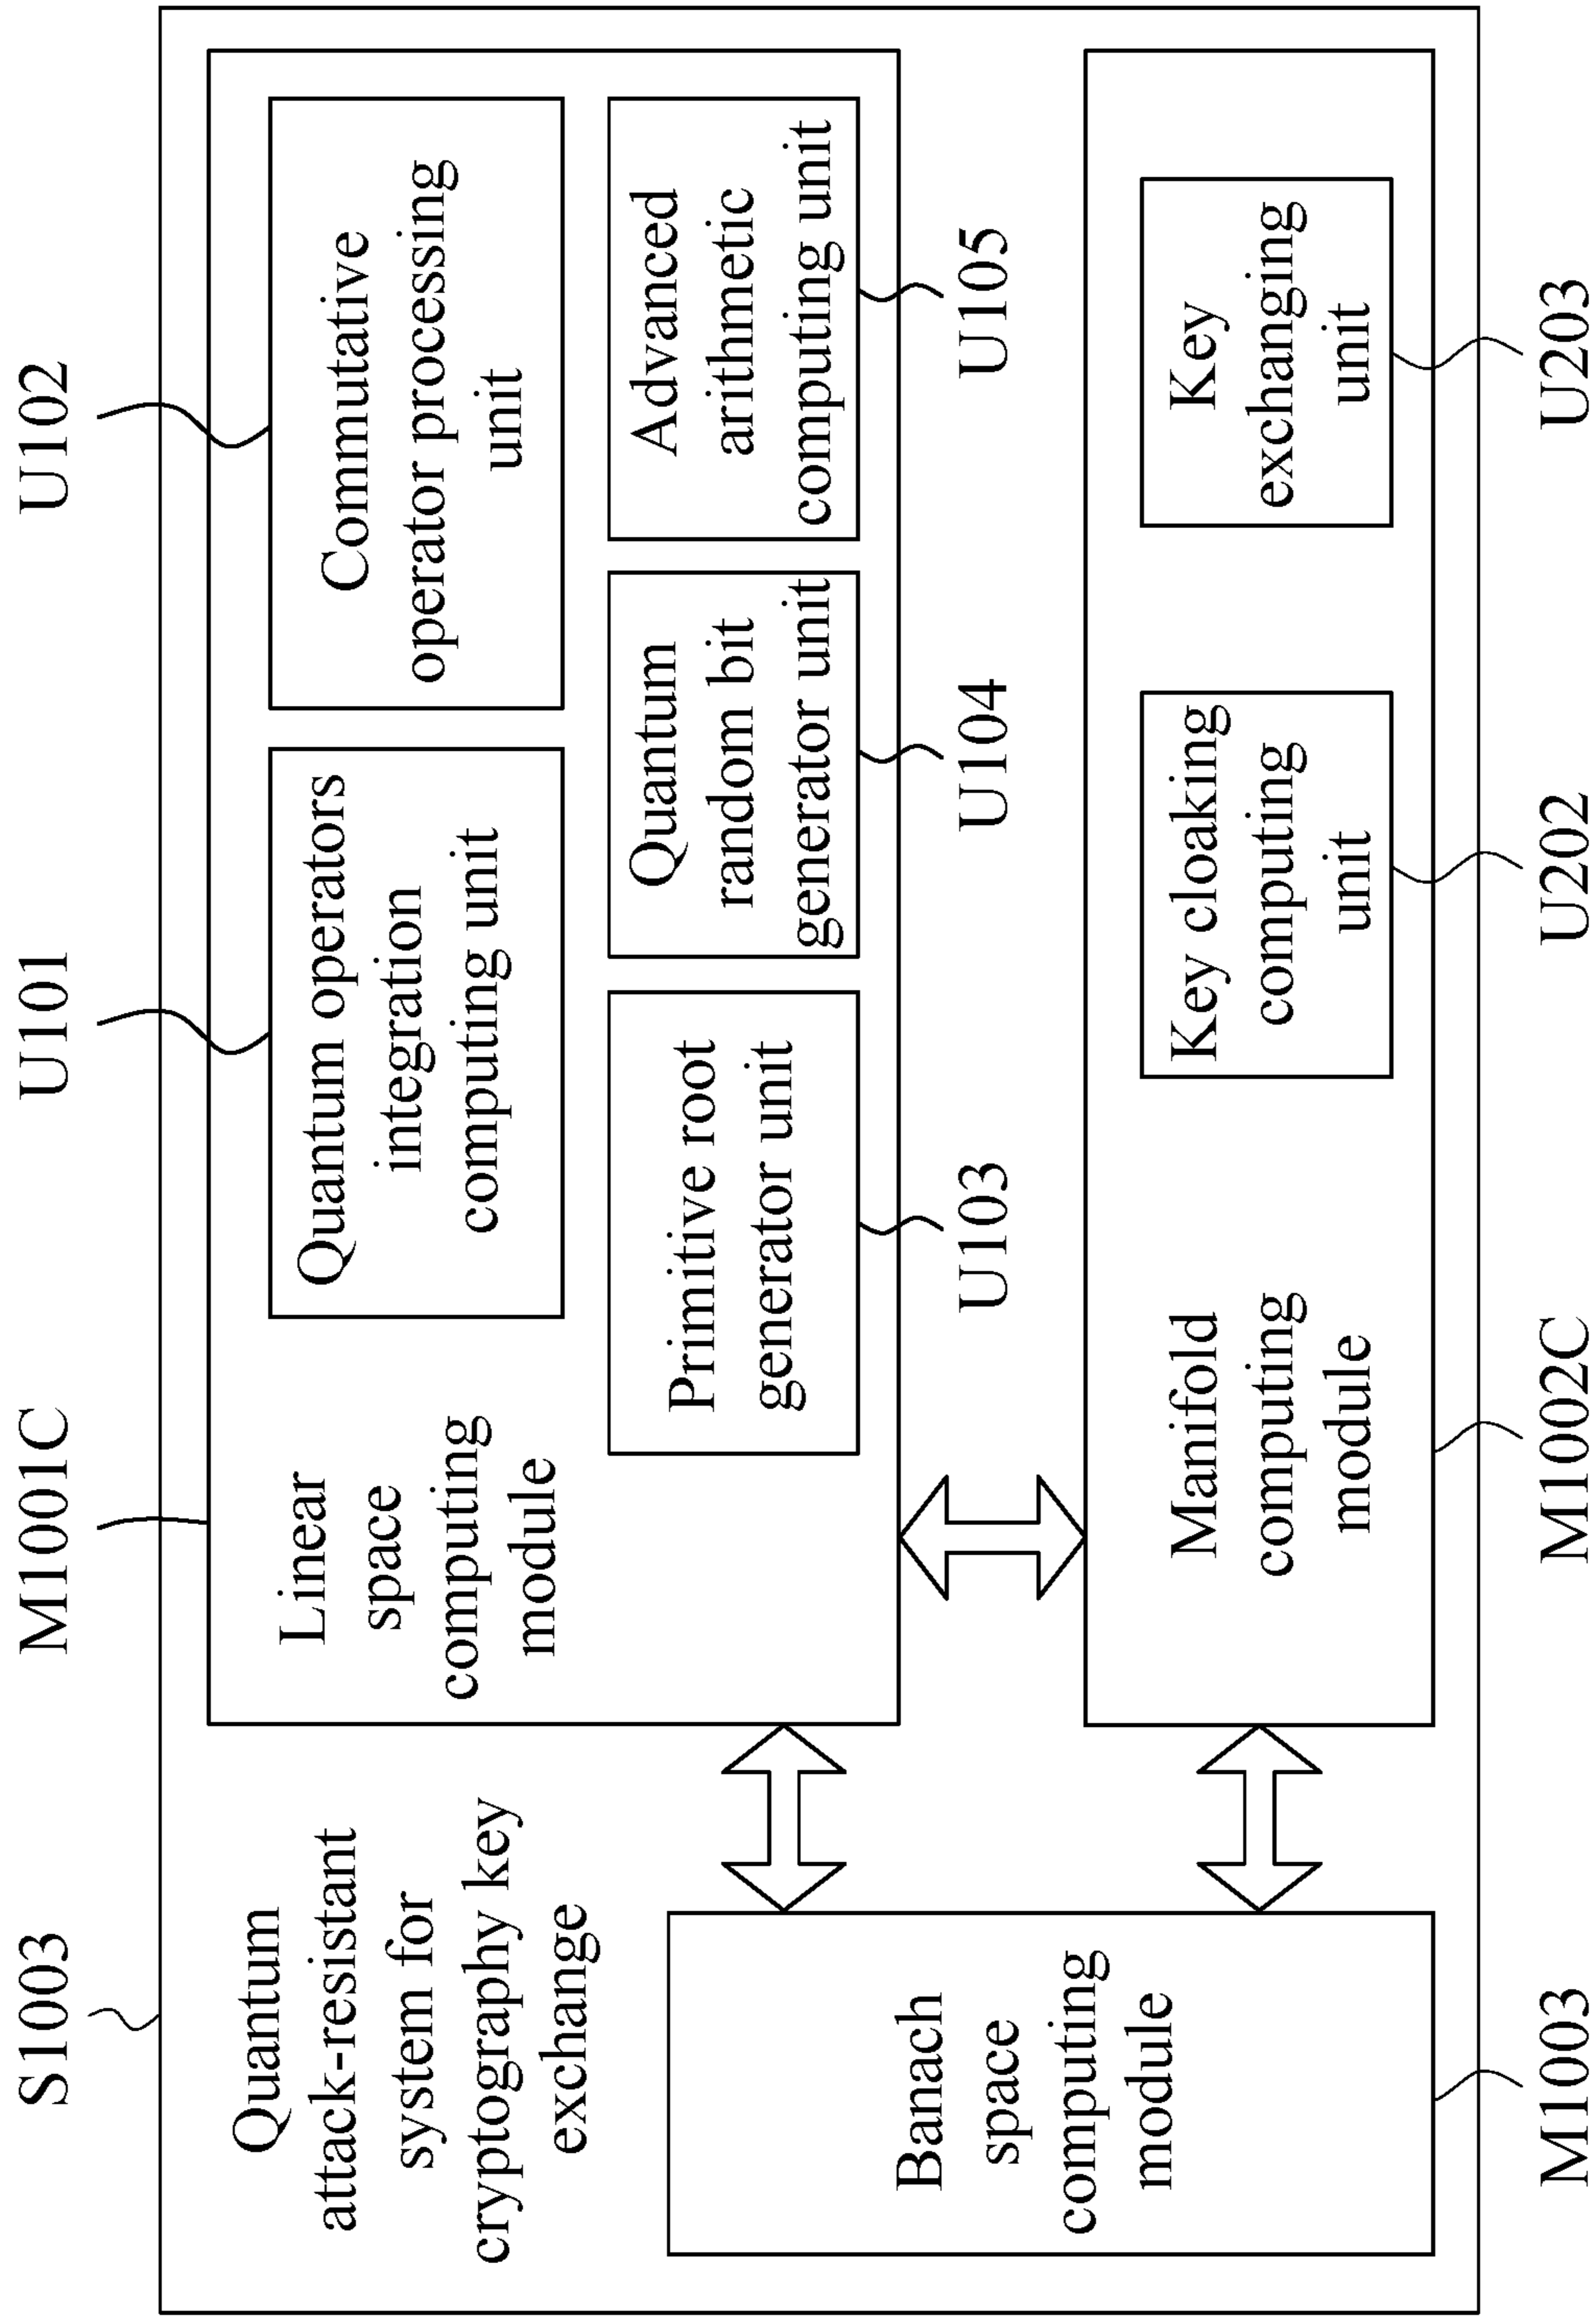 S1003
M1001C
U101
U102
Quantum
attack-resistant
system for
cryptography key
exchange
Linear
space
computing
module
Quantum operators
integration
computing unit
Commutative
operator processing
unit
Primitive root
generator unit
Quantum
random bit
generator unit
Advanced
arithmetic
computing unit
U103
U104
U105
Banach
space
computing
module
Manifold
computing
module
Key cloaking
computing
unit
Key
exchanging
unit
M1003
M1002C
U202
U203